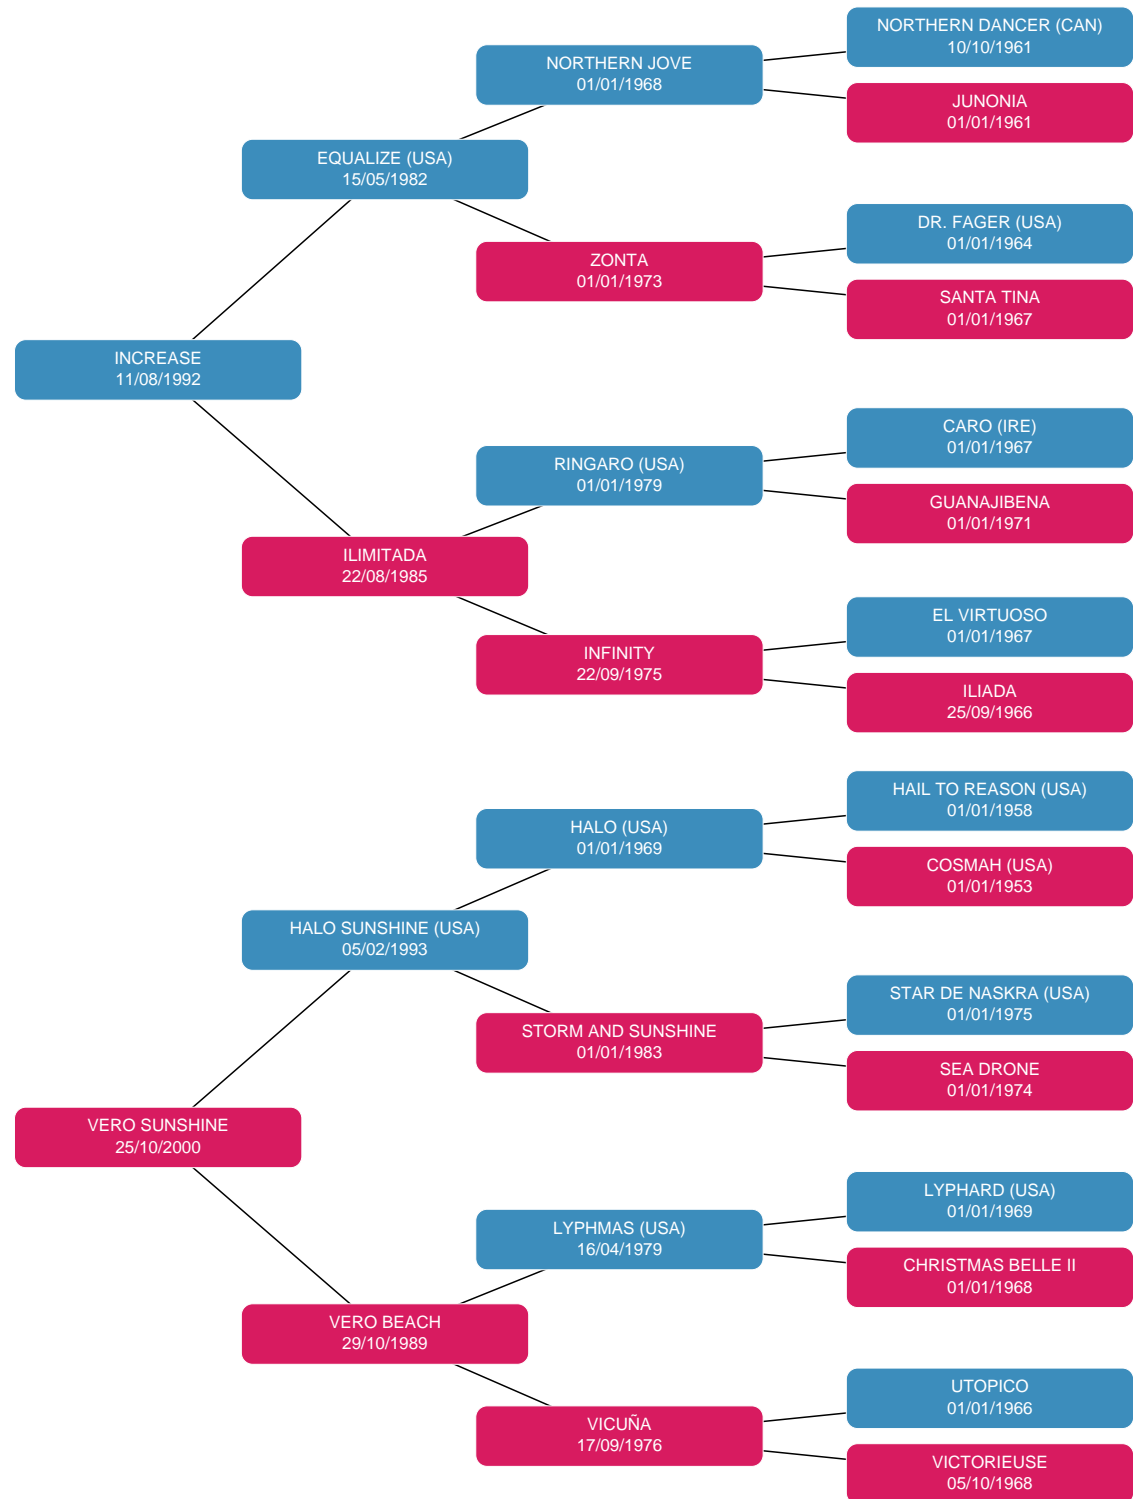 NORTHERN DANCER (CAN)
10/10/1961
NORTHERN JOVE
01/01/1968
JUNONIA
01/01/1961
EQUALIZE (USA)
15/05/1982
DR. FAGER (USA)
01/01/1964
ZONTA
01/01/1973
SANTA TINA
01/01/1967
INCREASE
11/08/1992
CARO (IRE)
01/01/1967
RINGARO (USA)
01/01/1979
GUANAJIBENA
01/01/1971
ILIMITADA
22/08/1985
EL VIRTUOSO
01/01/1967
INFINITY
22/09/1975
ILIADA
25/09/1966
HAIL TO REASON (USA)
01/01/1958
HALO (USA)
01/01/1969
COSMAH (USA)
01/01/1953
HALO SUNSHINE (USA)
05/02/1993
STAR DE NASKRA (USA)
01/01/1975
STORM AND SUNSHINE
01/01/1983
SEA DRONE
01/01/1974
VERO SUNSHINE
25/10/2000
LYPHARD (USA)
01/01/1969
LYPHMAS (USA)
16/04/1979
CHRISTMAS BELLE II
01/01/1968
VERO BEACH
29/10/1989
UTOPICO
01/01/1966
VICUÑA
17/09/1976
VICTORIEUSE
05/10/1968